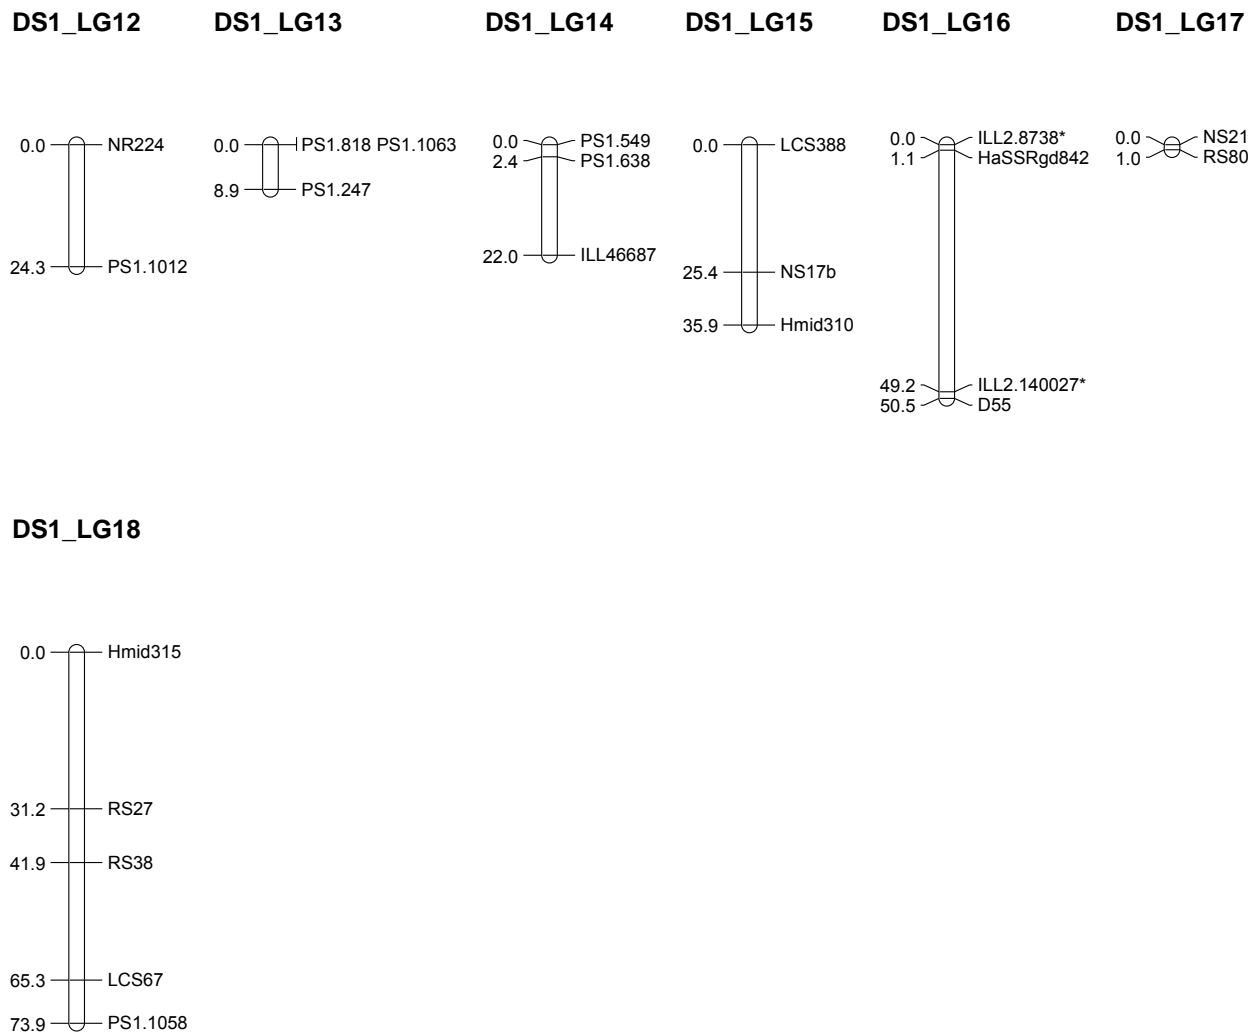 DS1_LG12 DS1_LG13 DS1_LG14 DS1_LG15 DS1_LG16 DS1_LG17
0.0 NR224
24.3 PS1.1012
0.0 PS1.818 PS1.1063
8.9 PS1.247
0.0 PS1.549
2.4 PS1.638
22.0 ILL46687
0.0 LCS388
25.4 NS17b
35.9 Hmid310
0.0 ILL2.8738*
1.1 HaSSRgd842
49.2 ILL2.140027*
50.5 D55
0.0 NS21
1.0 RS80
DS1_LG18
0.0 Hmid315
31.2 RS27
41.9 RS38
65.3 LCS67
73.9 PS1.1058